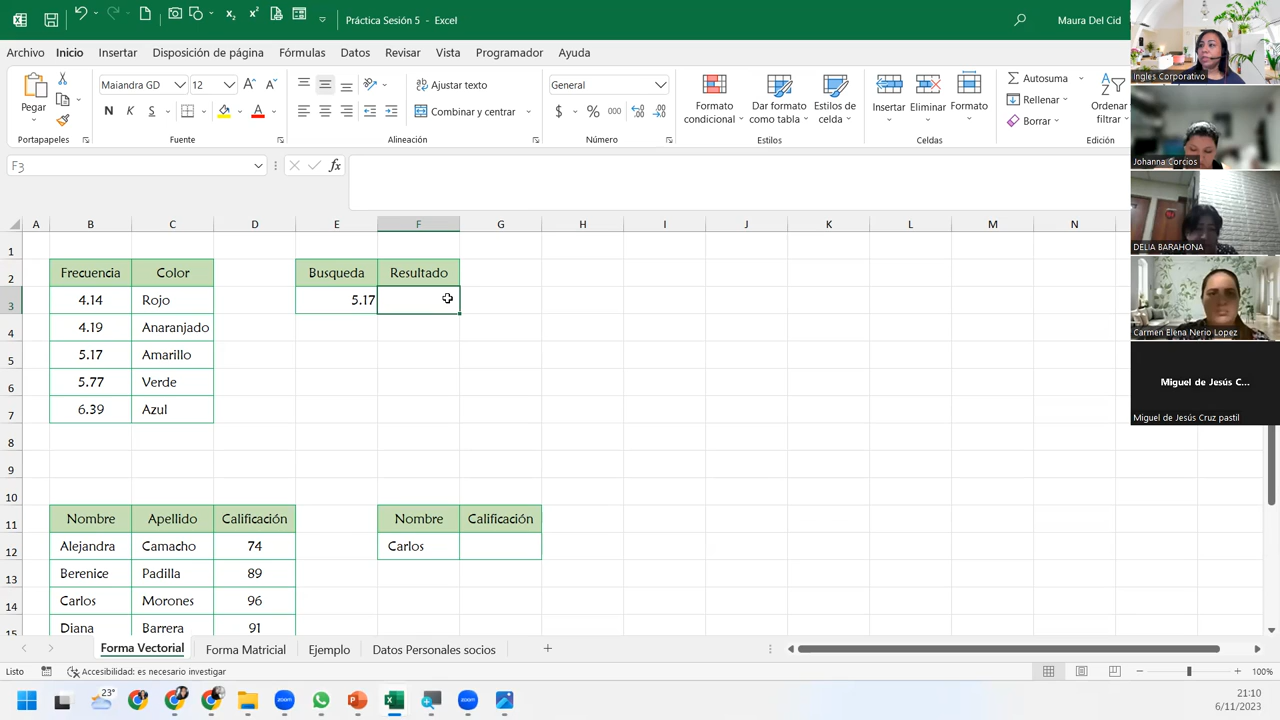 Práctica Sesión 5 - Excel
Maura Del Cid
Archivo Inicio Insertar Disposición de página Fórmulas Datos Revisar Vista Programador Ayuda
Pegar
Maiandra GD 12
N K S
Ajustar texto
Combinar y centrar
General
$ % 000
Formato condicional
Dar formato como tabla
Estilos de celda
Insertar Eliminar Formato
Autosuma
Rellenar
Borrar
Ordenar filtrar
Portapapeles Fuente Alineación Número Estilos Celdas Edición
F3
fx
A B C D E F G H I J K L M N
1
2 Frecuencia Color Busqueda Resultado
3 4.14 Rojo 5.17
4 4.19 Anaranjado
5 5.17 Amarillo
6 5.77 Verde
7 6.39 Azul
8
9
10
11 Nombre Apellido Calificación Nombre Calificación
12 Alejandra Camacho 74 Carlos
13 Berenice Padilla 89
14 Carlos Morones 96
15 Diana Barrera 91
Forma Vectorial Forma Matricial Ejemplo Datos Personales socios
Listo Accesibilidad: es necesario investigar 100%
23°
zoom
zoom
21:10
6/11/2023
Ingles Corporativo
Johanna Corcios
DELIA BARAHONA
Carmen Elena Nerio Lopez
Miguel de Jesús C...
Miguel de Jesús Cruz pastil